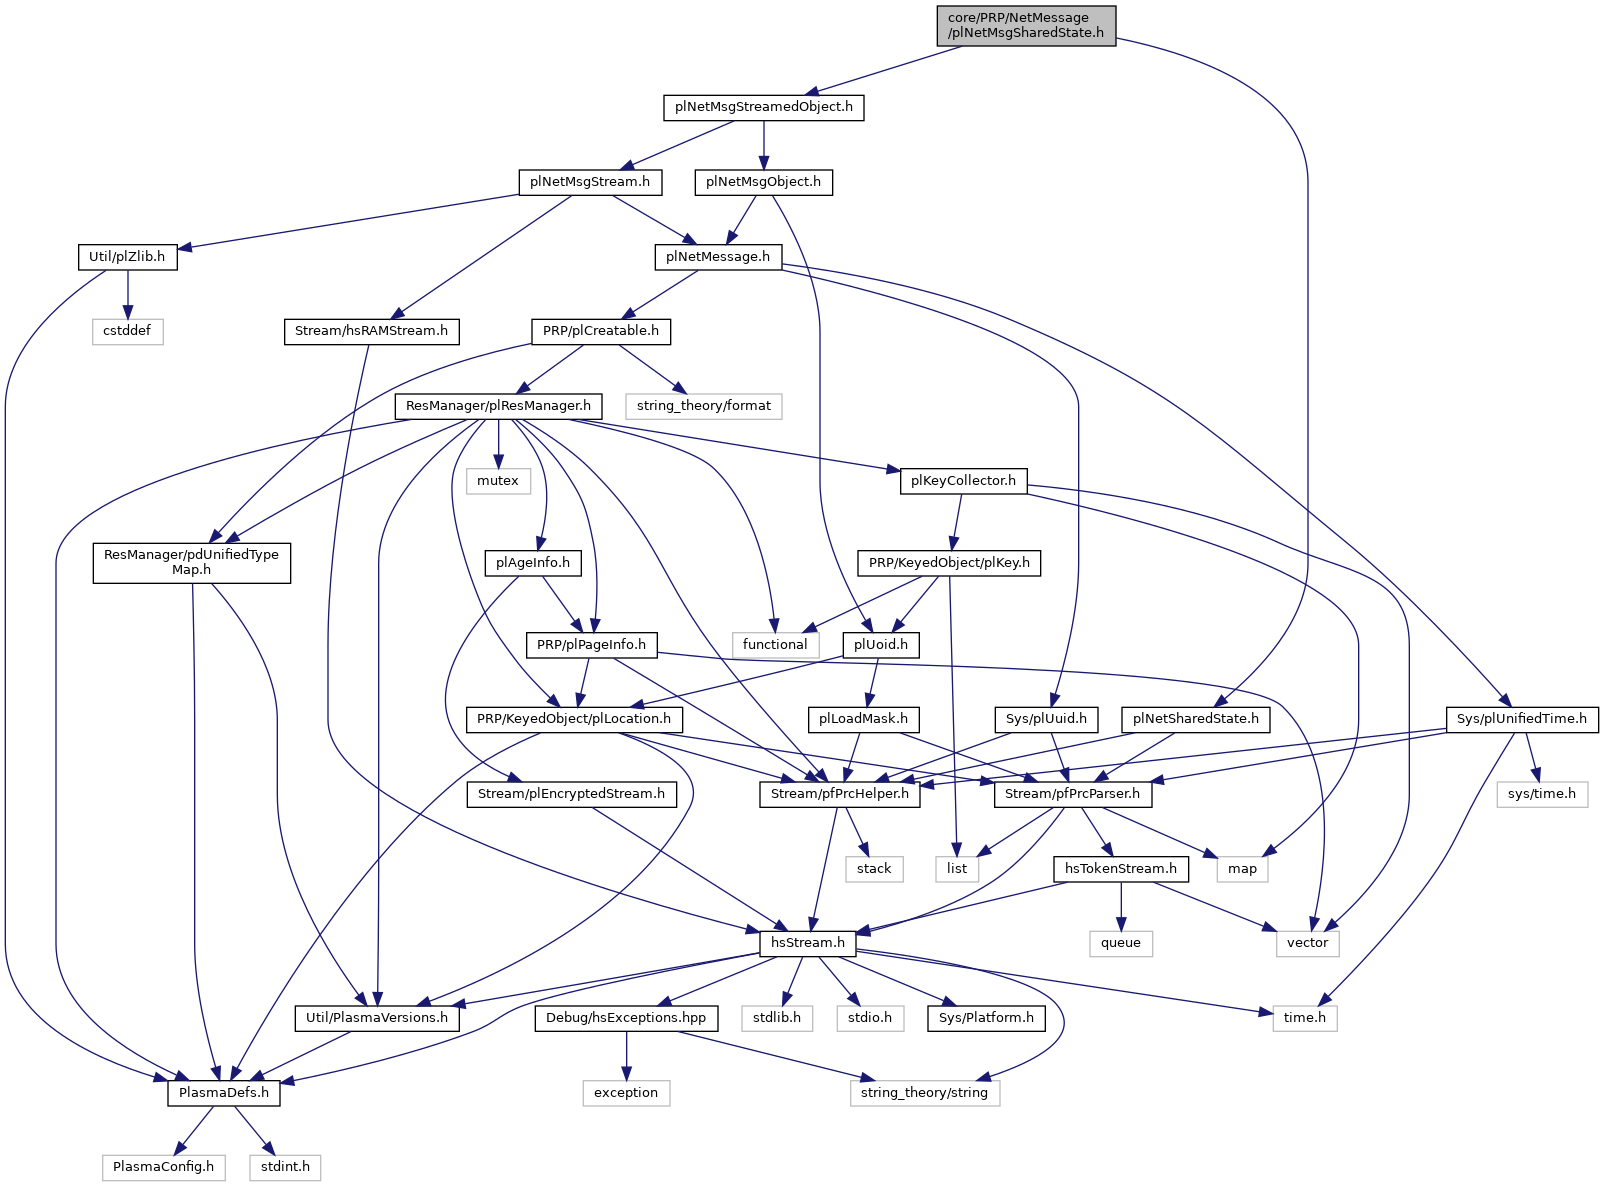 core/PRP/NetMessage
/plNetMsgSharedState.h
plNetMsgStreamedObject.h
plNetMsgStream.h
plNetMsgObject.h
Util/plZlib.h
plNetMessage.h
cstddef
Stream/hsRAMStream.h
PRP/plCreatable.h
ResManager/plResManager.h
string_theory/format
mutex
plKeyCollector.h
ResManager/pdUnifiedType
Map.h
plAgeInfo.h
PRP/KeyedObject/plKey.h
PRP/plPageInfo.h
functional
plUoid.h
PRP/KeyedObject/plLocation.h
plLoadMask.h
Sys/plUuid.h
plNetSharedState.h
Sys/plUnifiedTime.h
Stream/plEncryptedStream.h
Stream/pfPrcHelper.h
Stream/pfPrcParser.h
sys/time.h
stack
list
hsTokenStream.h
map
hsStream.h
queue
vector
Util/PlasmaVersions.h
Debug/hsExceptions.hpp
stdlib.h
stdio.h
Sys/Platform.h
time.h
PlasmaDefs.h
exception
string_theory/string
PlasmaConfig.h
stdint.h